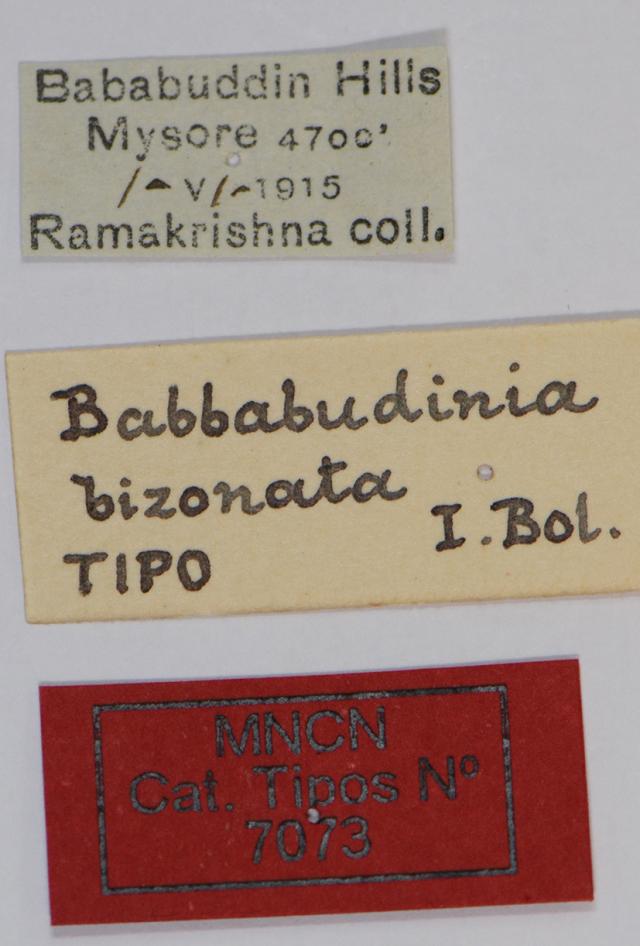 Bababuddin Hills
Mysore 4700'
/-V/-1915
Ramakrishna coll.
Babbabudinia
bizonata
I. Bol.
TIPO
MNCN
Cat. Tipos Nº
7073